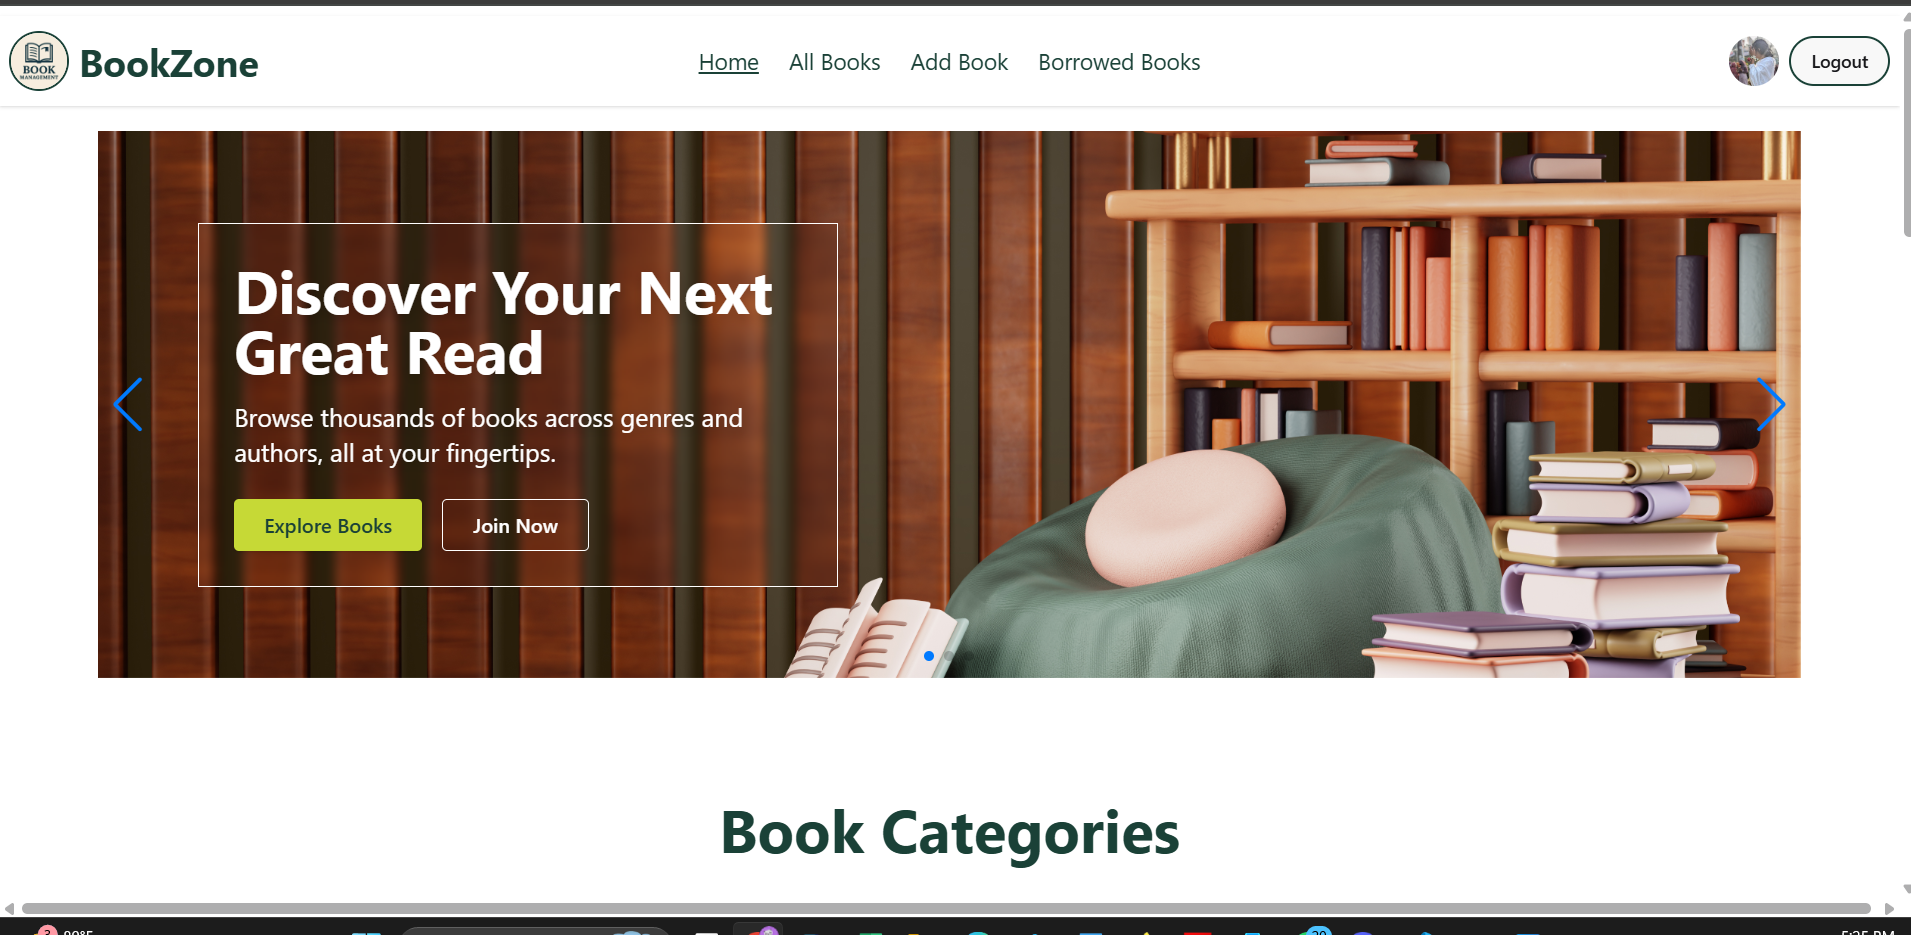 BOOK
MANAGEMENT
BookZone
Home
All Books
Add Book
Borrowed Books
Logout
Discover Your Next
Great Read
Browse thousands of books across genres and
authors, all at your fingertips.
Explore Books
Join Now
Book Categories